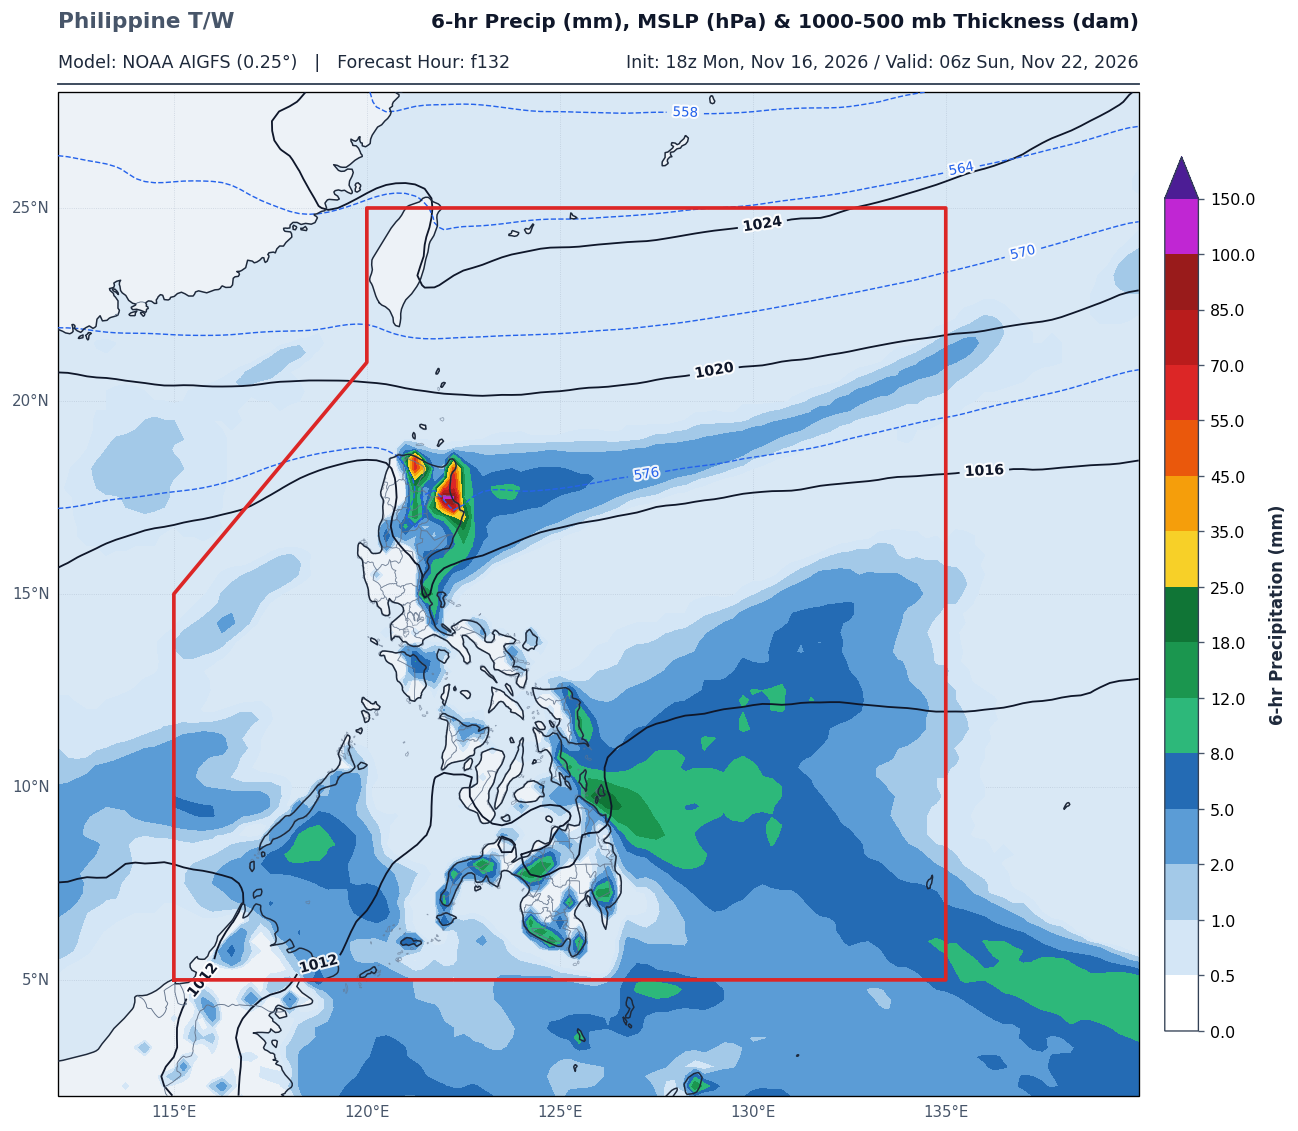 Philippine T/W
6-hr Precip (mm), MSLP (hPa) & 1000-500 mb Thickness (dam)
Model: NOAA AIGFS (0.25°) | Forecast Hour: f132
Init: 18z Mon, Nov 16, 2026 / Valid: 06z Sun, Nov 22, 2026
558
564
1024
570
1020
576
1016
1012
1012
25°N
20°N
15°N
10°N
5°N
115°E
120°E
125°E
130°E
135°E
150.0
100.0
85.0
70.0
55.0
45.0
35.0
25.0
18.0
12.0
8.0
5.0
2.0
1.0
0.5
0.0
6-hr Precipitation (mm)